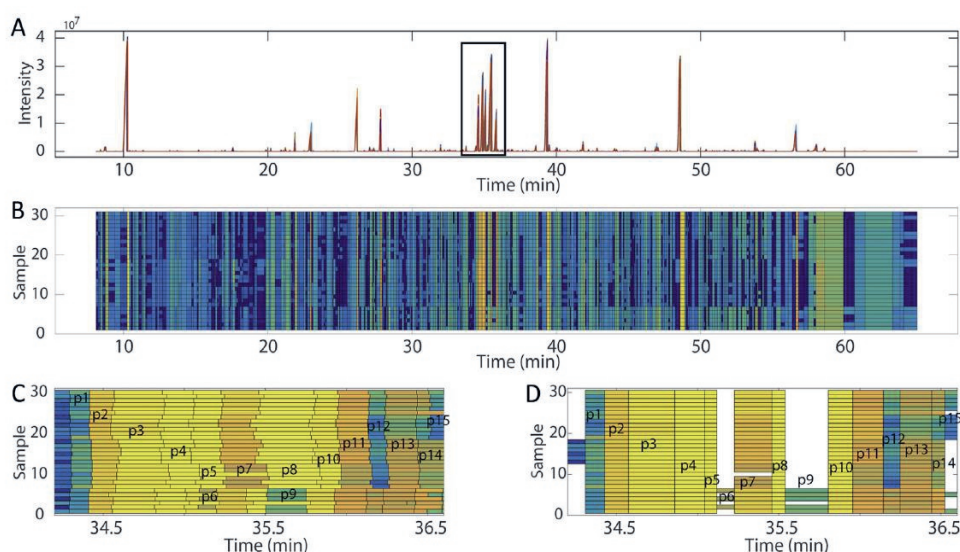 A
10⁷
Intensity
4
3
2
1
0
10 20 30 40 50 60
Time (min)
B
Sample
30
20
10
0
10 20 30 40 50 60
Time (min)
C
Sample
30
20
10
0
p1
p2
p3
p4
p5
p6
p7
p8
p9
p10
p11
p12
p13
p14
p15
34.5 35.5 36.5
Time (min)
D
Sample
30
20
10
0
p1
p2
p3
p4
p5
p6
p7
p8
p9
p10
p11
p12
p13
p14
p15
34.5 35.5 36.5
Time (min)